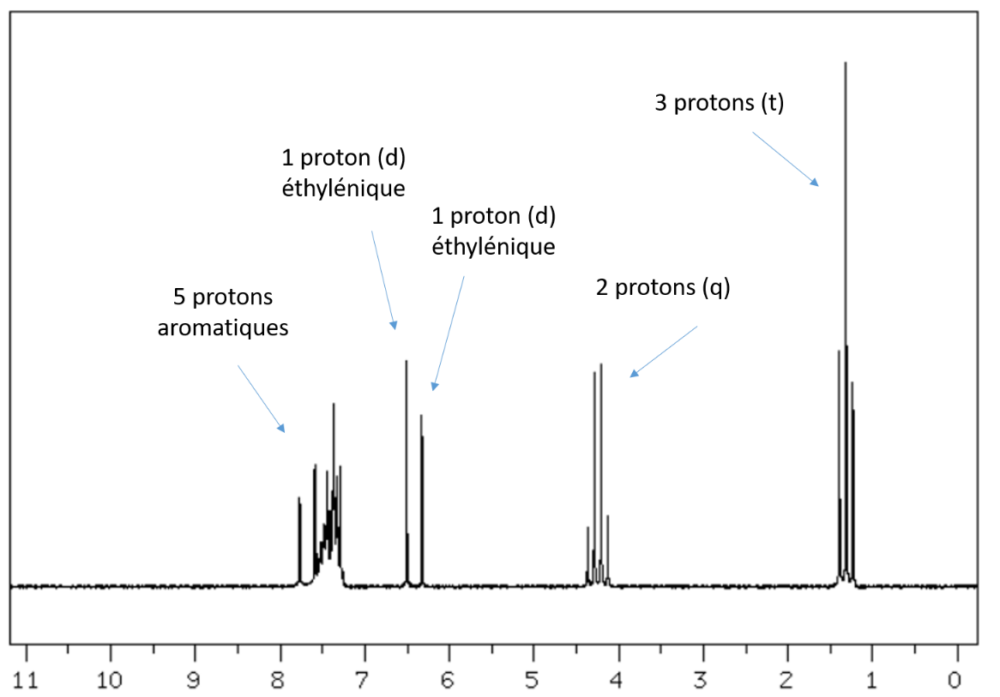 3 protons (t)
1 proton (d)
éthylénique
1 proton (d)
éthylénique
2 protons (q)
5 protons
aromatiques
11 10 9 8 7 6 5 4 3 2 1 0